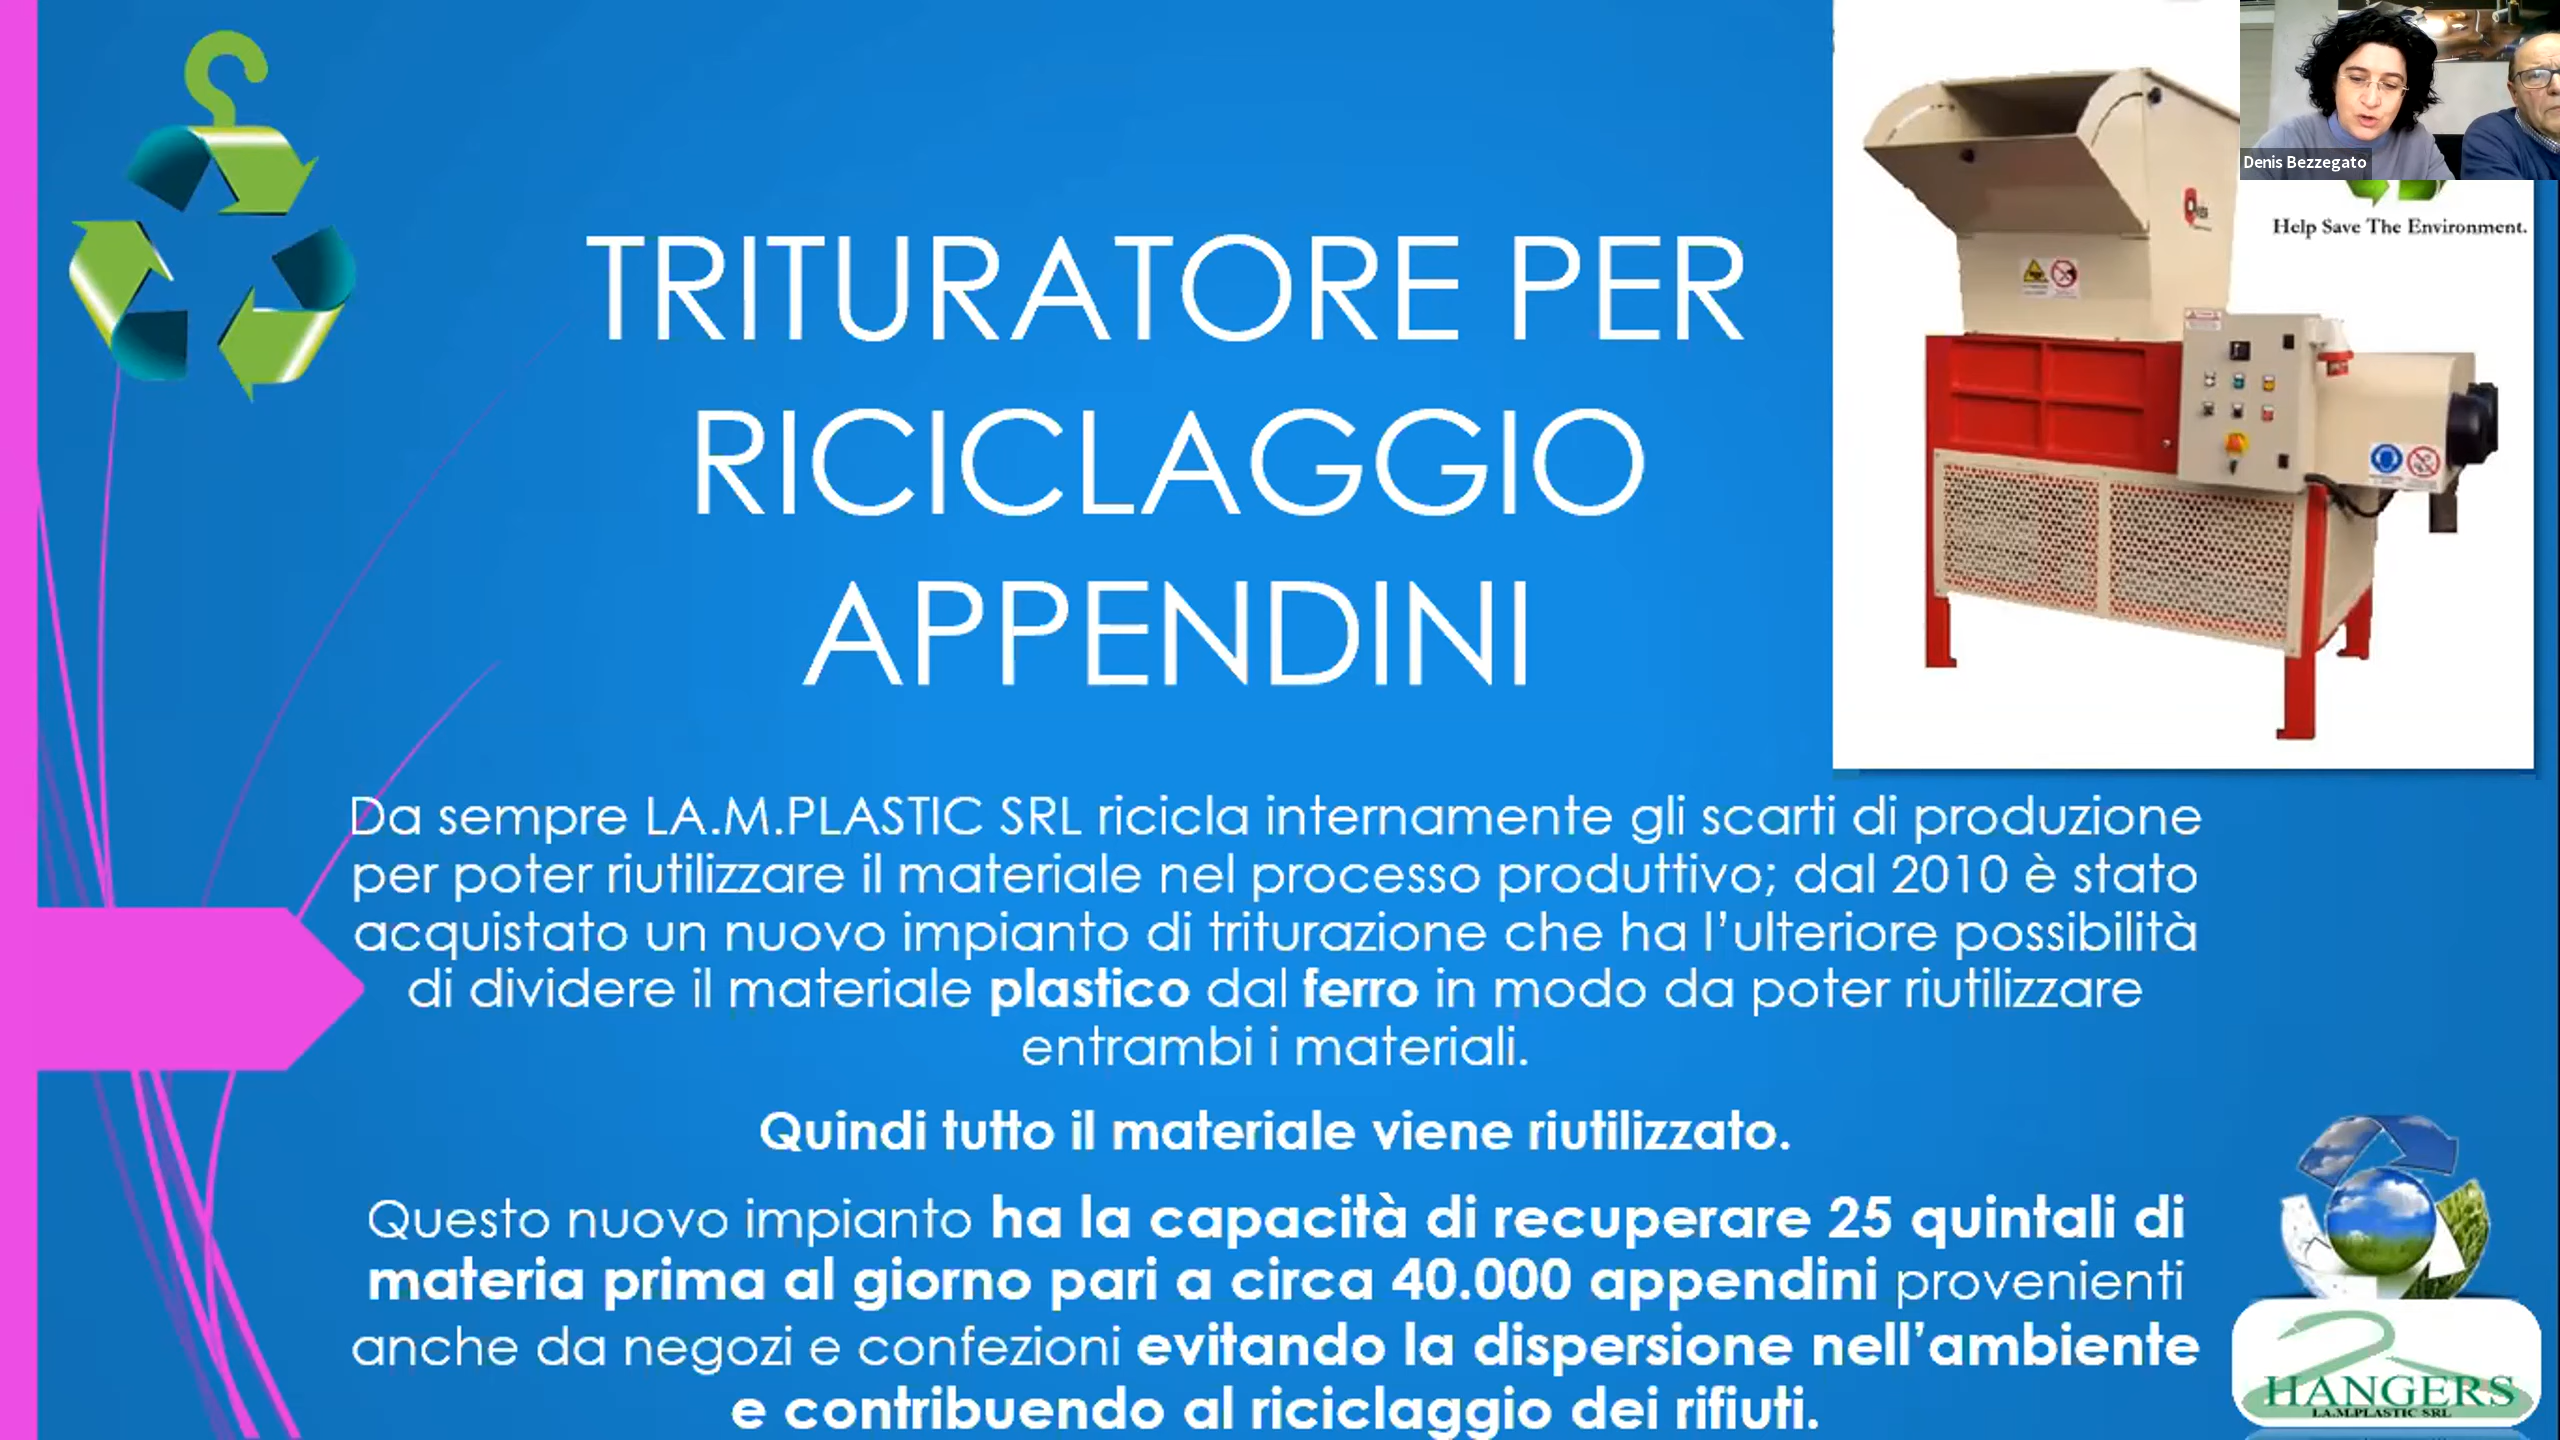 Denis Bezzegato
Help Save The Environment.
TRITURATORE PER
RICICLAGGIO
APPENDINI
Da sempre LA.M.PLASTIC SRL ricicla internamente gli scarti di produzione
per poter riutilizzare il materiale nel processo produttivo; dal 2010 è stato
acquistato un nuovo impianto di triturazione che ha l’ulteriore possibilità
di dividere il materiale plastico dal ferro in modo da poter riutilizzare
entrambi i materiali.
Quindi tutto il materiale viene riutilizzato.
Questo nuovo impianto ha la capacità di recuperare 25 quintali di
materia prima al giorno pari a circa 40.000 appendini provenienti
anche da negozi e confezioni evitando la dispersione nell’ambiente
e contribuendo al riciclaggio dei rifiuti.
HANGERS
LA.M.PLASTIC SRL